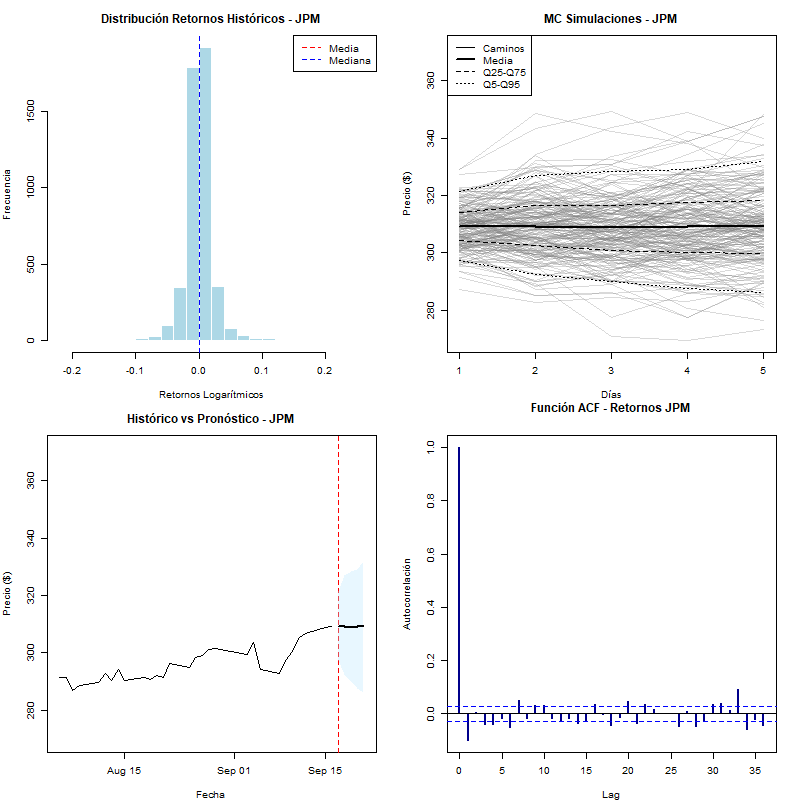 Distribución Retornos Históricos - JPM
Media
Mediana
Frecuencia
0
500
1000
1500
-0.2
-0.1
0.0
0.1
0.2
Retornos Logarítmicos
MC Simulaciones - JPM
Caminos
Media
Q25-Q75
Q5-Q95
Precio ($)
280
300
320
340
360
1
2
3
4
5
Días
Histórico vs Pronóstico - JPM
Precio ($)
280
300
320
340
360
Aug 15
Sep 01
Sep 15
Fecha
Función ACF - Retornos JPM
Autocorrelación
0.0
0.2
0.4
0.6
0.8
1.0
0
5
10
15
20
25
30
35
Lag